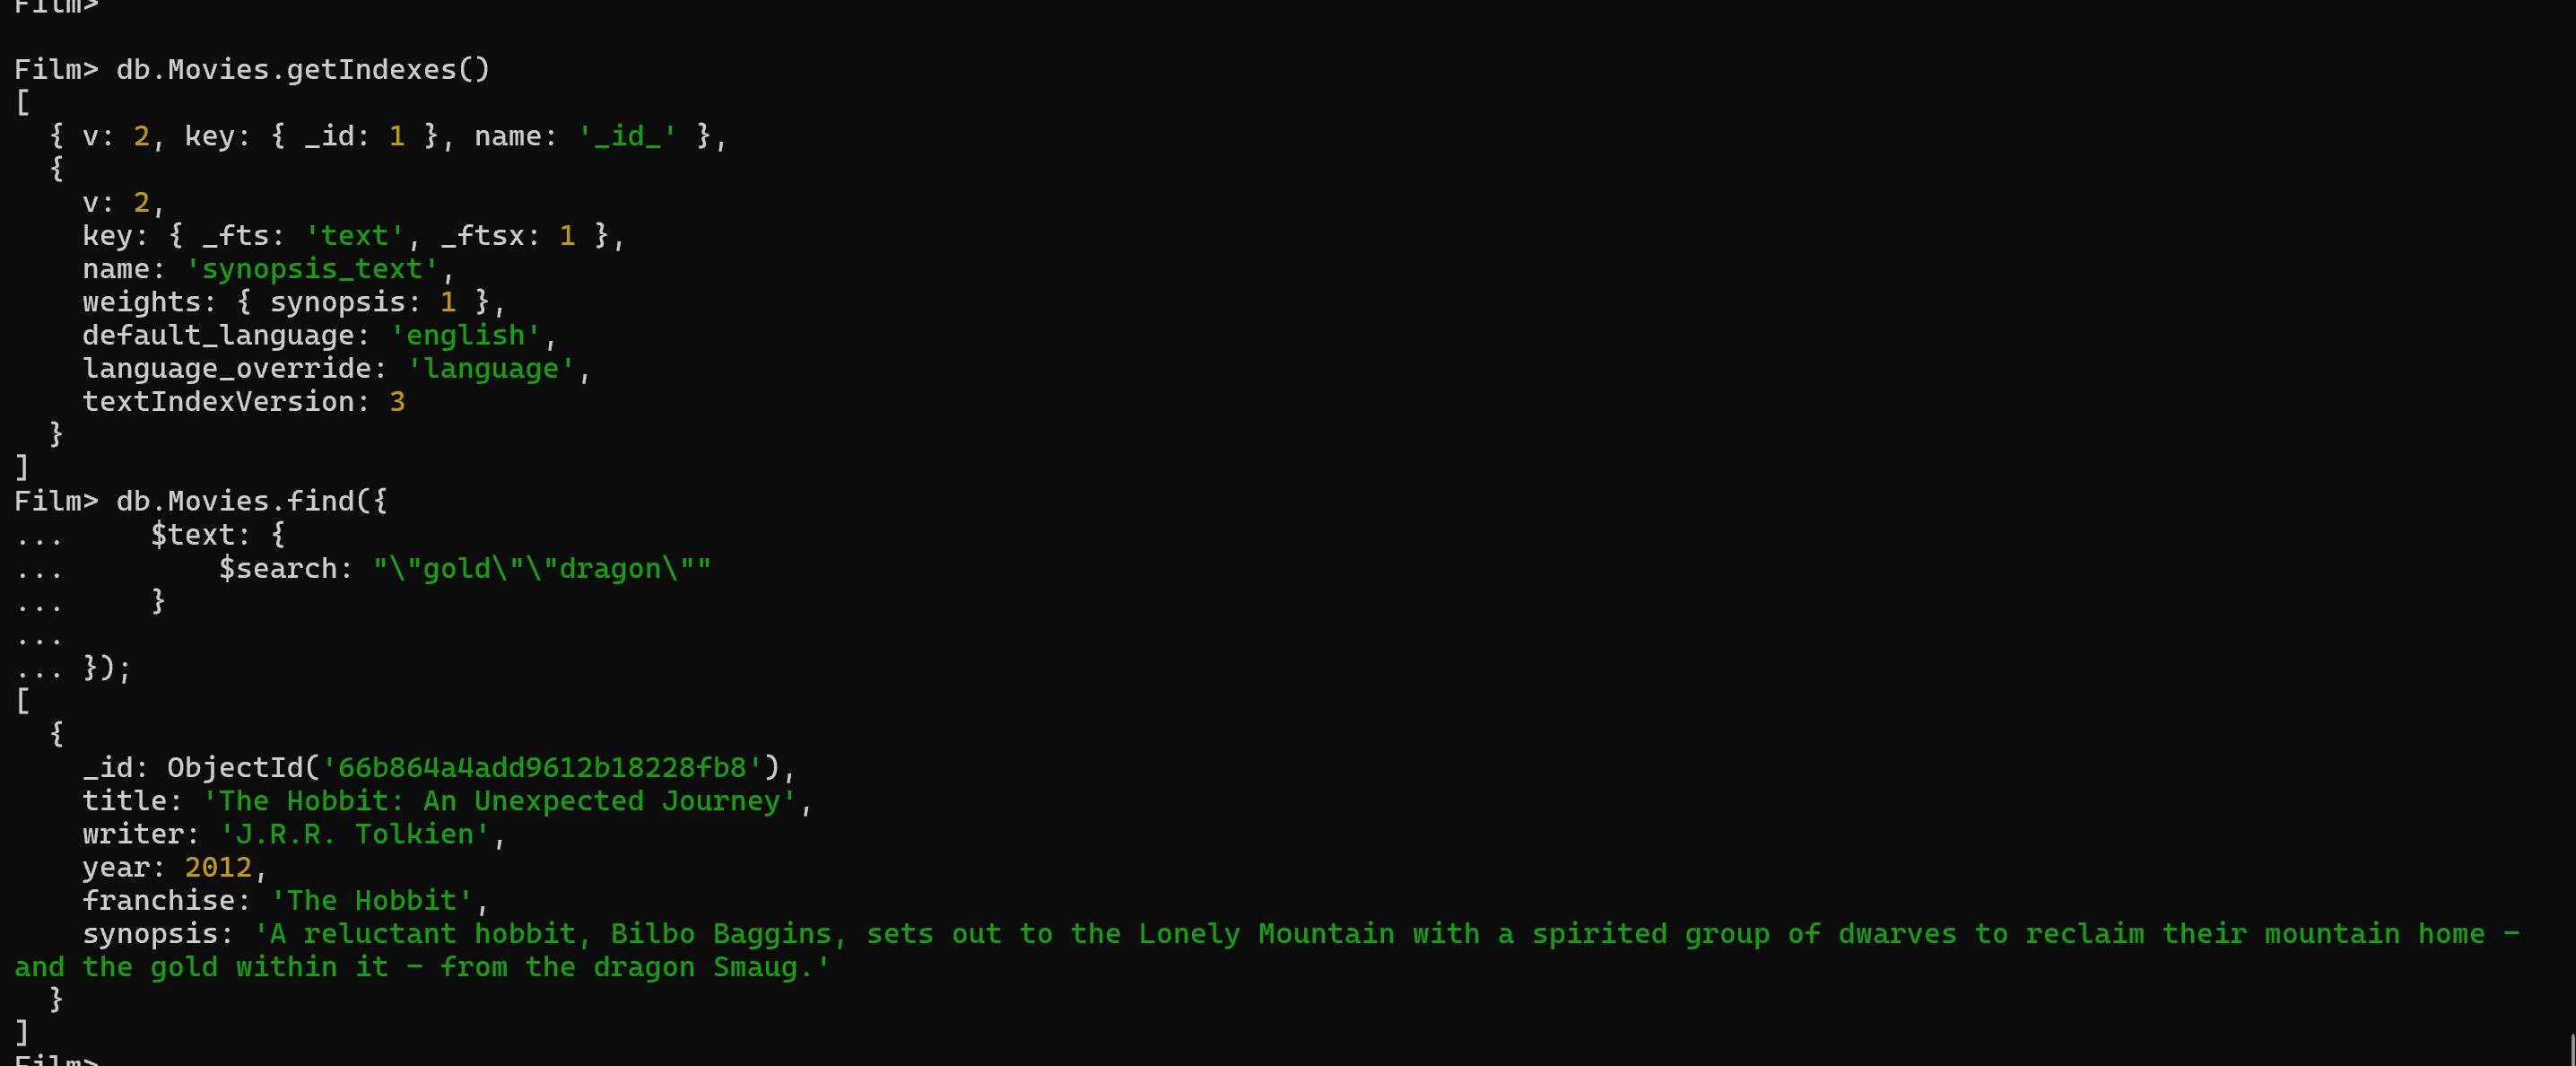 Film>
Film> db.Movies.getIndexes()
[
  { v: 2, key: { _id: 1 }, name: '_id_' },
  {
    v: 2,
    key: { _fts: 'text', _ftsx: 1 },
    name: 'synopsis_text',
    weights: { synopsis: 1 },
    default_language: 'english',
    language_override: 'language',
    textIndexVersion: 3
  }
]
Film> db.Movies.find({
...     $text: {
...         $search: "\"gold\"\"dragon\""
...     }
...
... });
[
  {
    _id: ObjectId('66b864a4add9612b18228fb8'),
    title: 'The Hobbit: An Unexpected Journey',
    writer: 'J.R.R. Tolkien',
    year: 2012,
    franchise: 'The Hobbit',
    synopsis: 'A reluctant hobbit, Bilbo Baggins, sets out to the Lonely Mountain with a spirited group of dwarves to reclaim their mountain home −
and the gold within it − from the dragon Smaug.'
  }
]
Film>